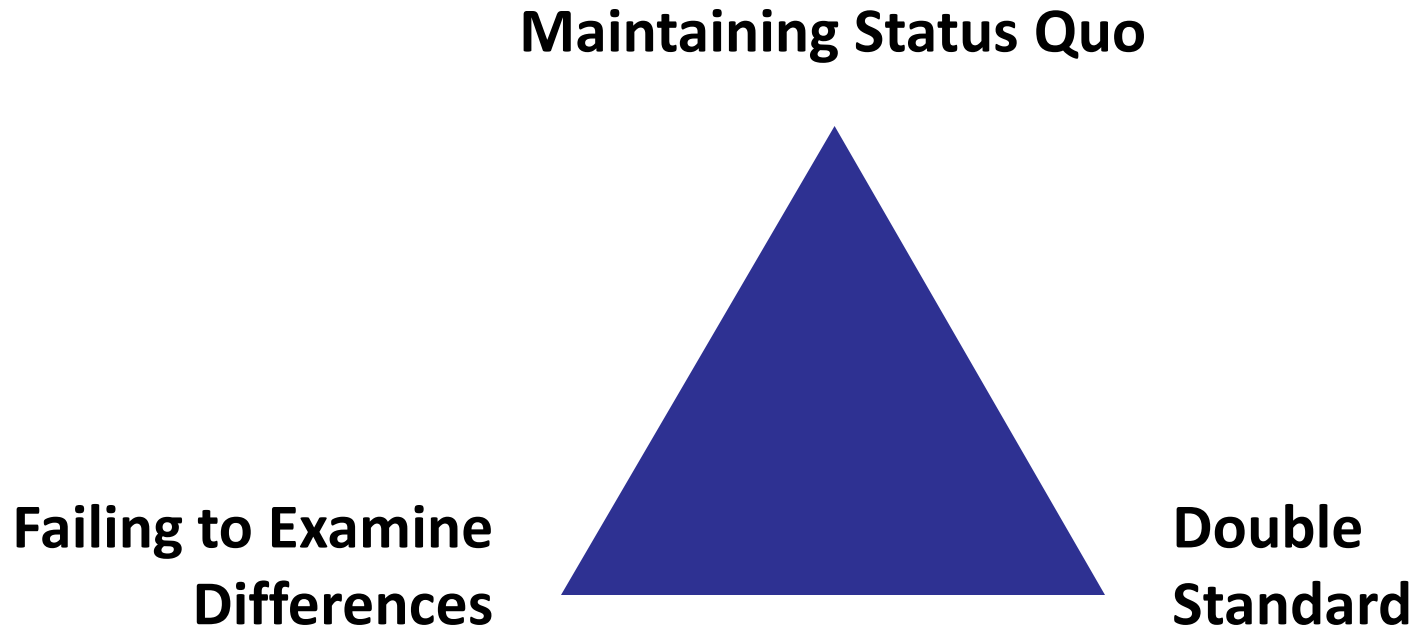 Maintaining Status Quo
Failing to Examine
Differences
Double
Standard